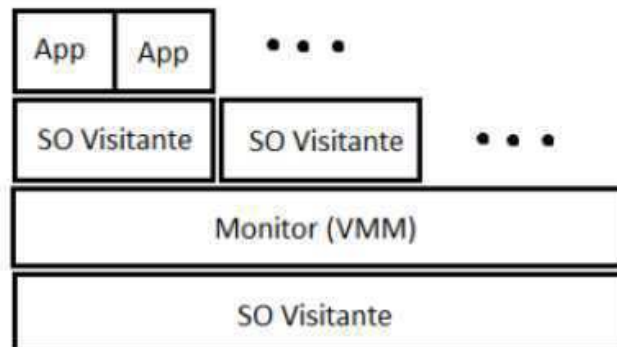 App App • • •
SO Visitante SO Visitante • • •
Monitor (VMM)
SO Visitante